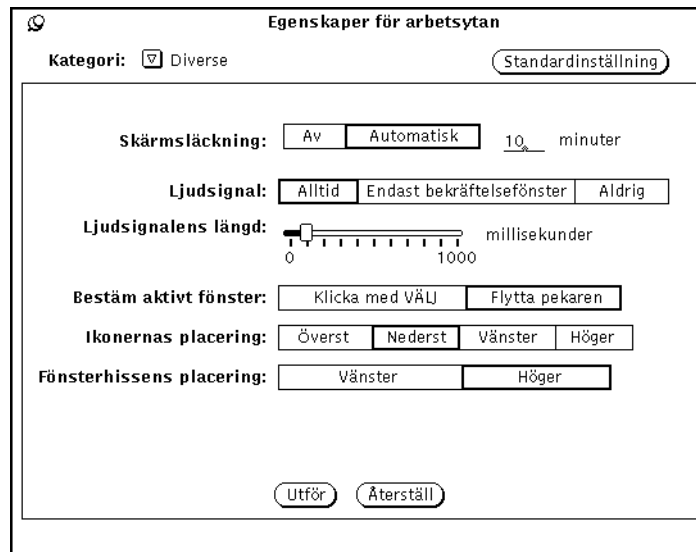 Egenskaper för arbetsytan
Kategori: Diverse Standardinställning
Skärmsläckning: Av Automatisk 10 minuter
Ljudsignal: Alltid Endast bekräftelsefönster Aldrig
Ljudsignalens längd: millisekunder
0 1000
Bestäm aktivt fönster: Klicka med VÄLJ Flytta pekaren
Ikonernas placering: Överst Nederst Vänster Höger
Fönsterhissens placering: Vänster Höger
Utför Återställ